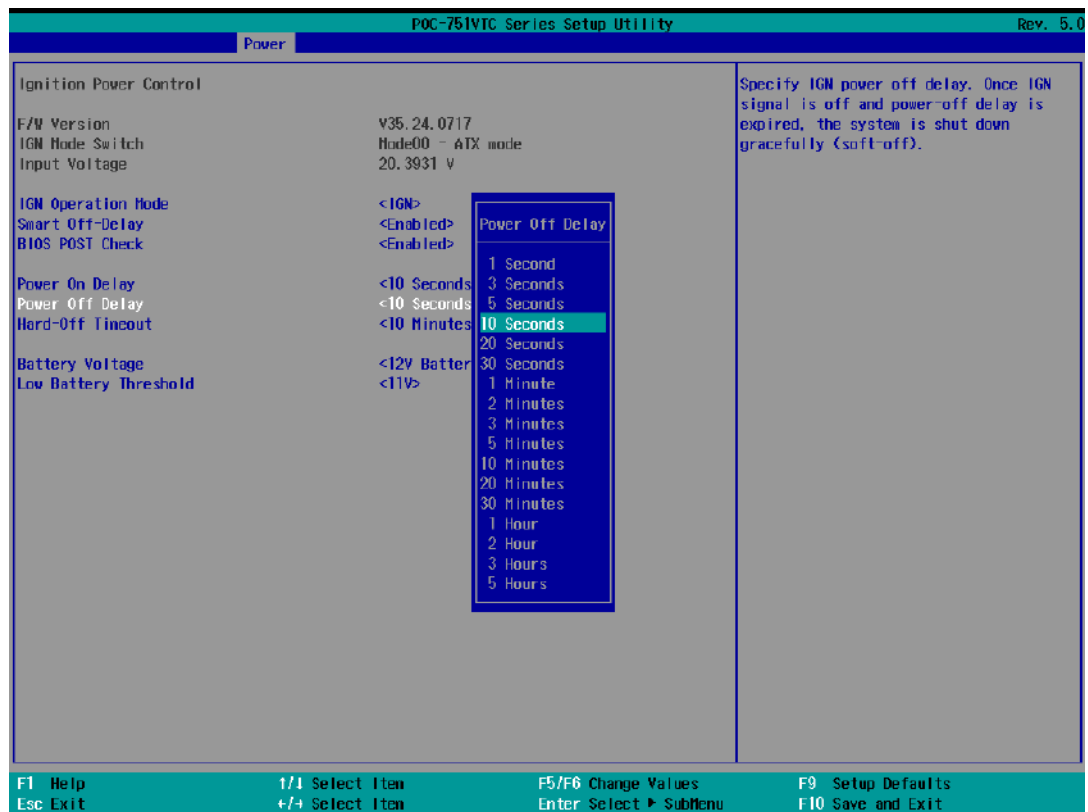 POC-751VTC Series Setup Utility Rev. 5.0
Power
Ignition Power Control
F/W Version V35.24.0717
IGN Mode Switch Mode00 - ATX mode
Input Voltage 20.3931 V
IGN Operation Mode <IGN>
Smart Off-Delay <Enabled>
BIOS POST Check <Enabled>
Power On Delay <10 Seconds
Power Off Delay <10 Seconds
Hard-Off Timeout <10 Minutes
Battery Voltage <12V Batter
Low Battery Threshold <11V>
Power Off Delay
1 Second
3 Seconds
5 Seconds
10 Seconds
20 Seconds
30 Seconds
1 Minute
2 Minutes
3 Minutes
5 Minutes
10 Minutes
20 Minutes
30 Minutes
1 Hour
2 Hour
3 Hours
5 Hours
Specify IGN power off delay. Once IGN
signal is off and power-off delay is
expired, the system is shut down
gracefully (soft-off).
F1 Help ↑/↓ Select Item F5/F6 Change Values F9 Setup Defaults
Esc Exit ←/→ Select Item Enter Select ► SubMenu F10 Save and Exit